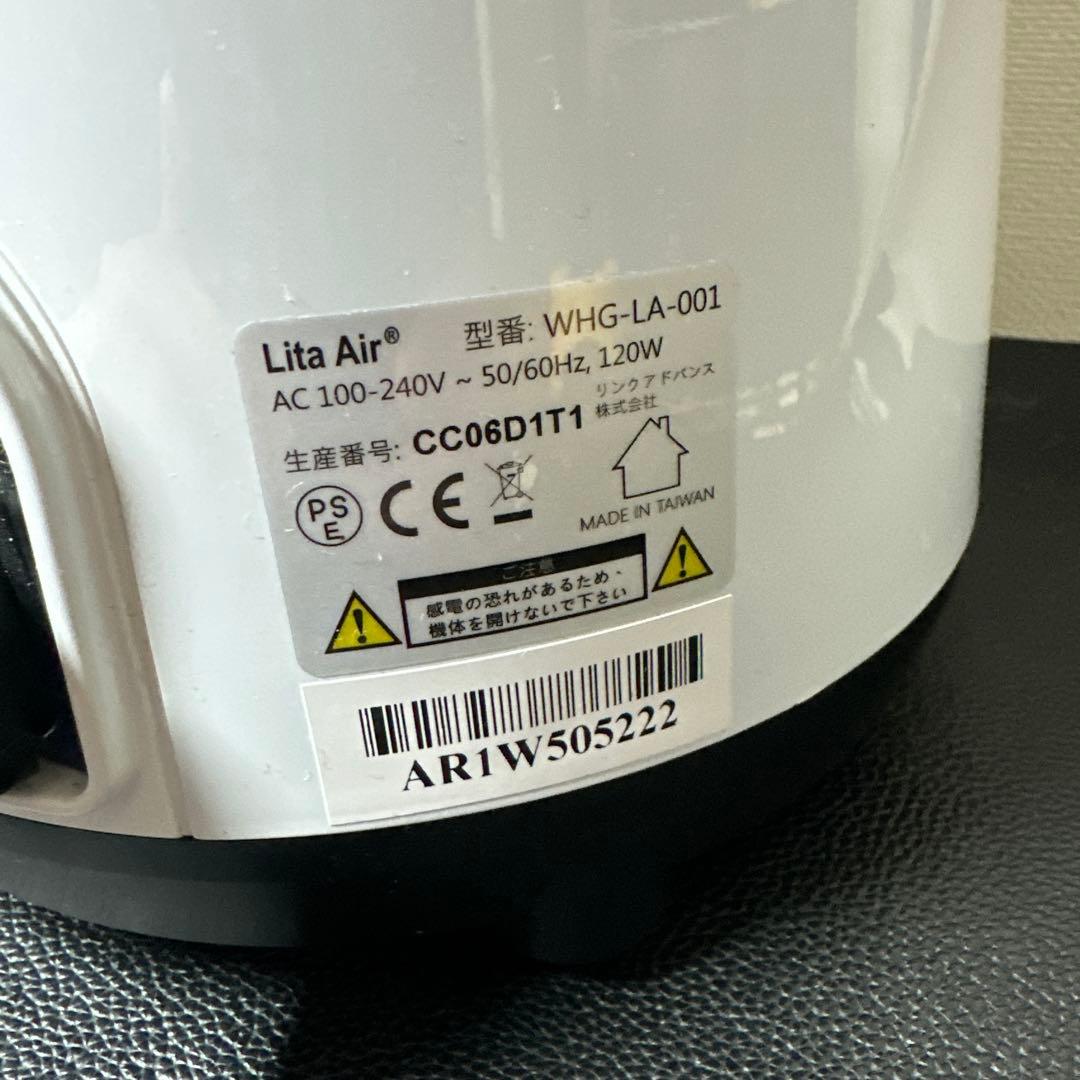 Lita Air® 型番: WHG-LA-001
AC 100-240V ~ 50/60Hz, 120W
リンクアドバンス
株式会社
生産番号: CC06D1T1
PS
E
CE
MADE IN TAIWAN
ご注意
感電の恐れがあるため、
機体を開けないで下さい
AR1W505222